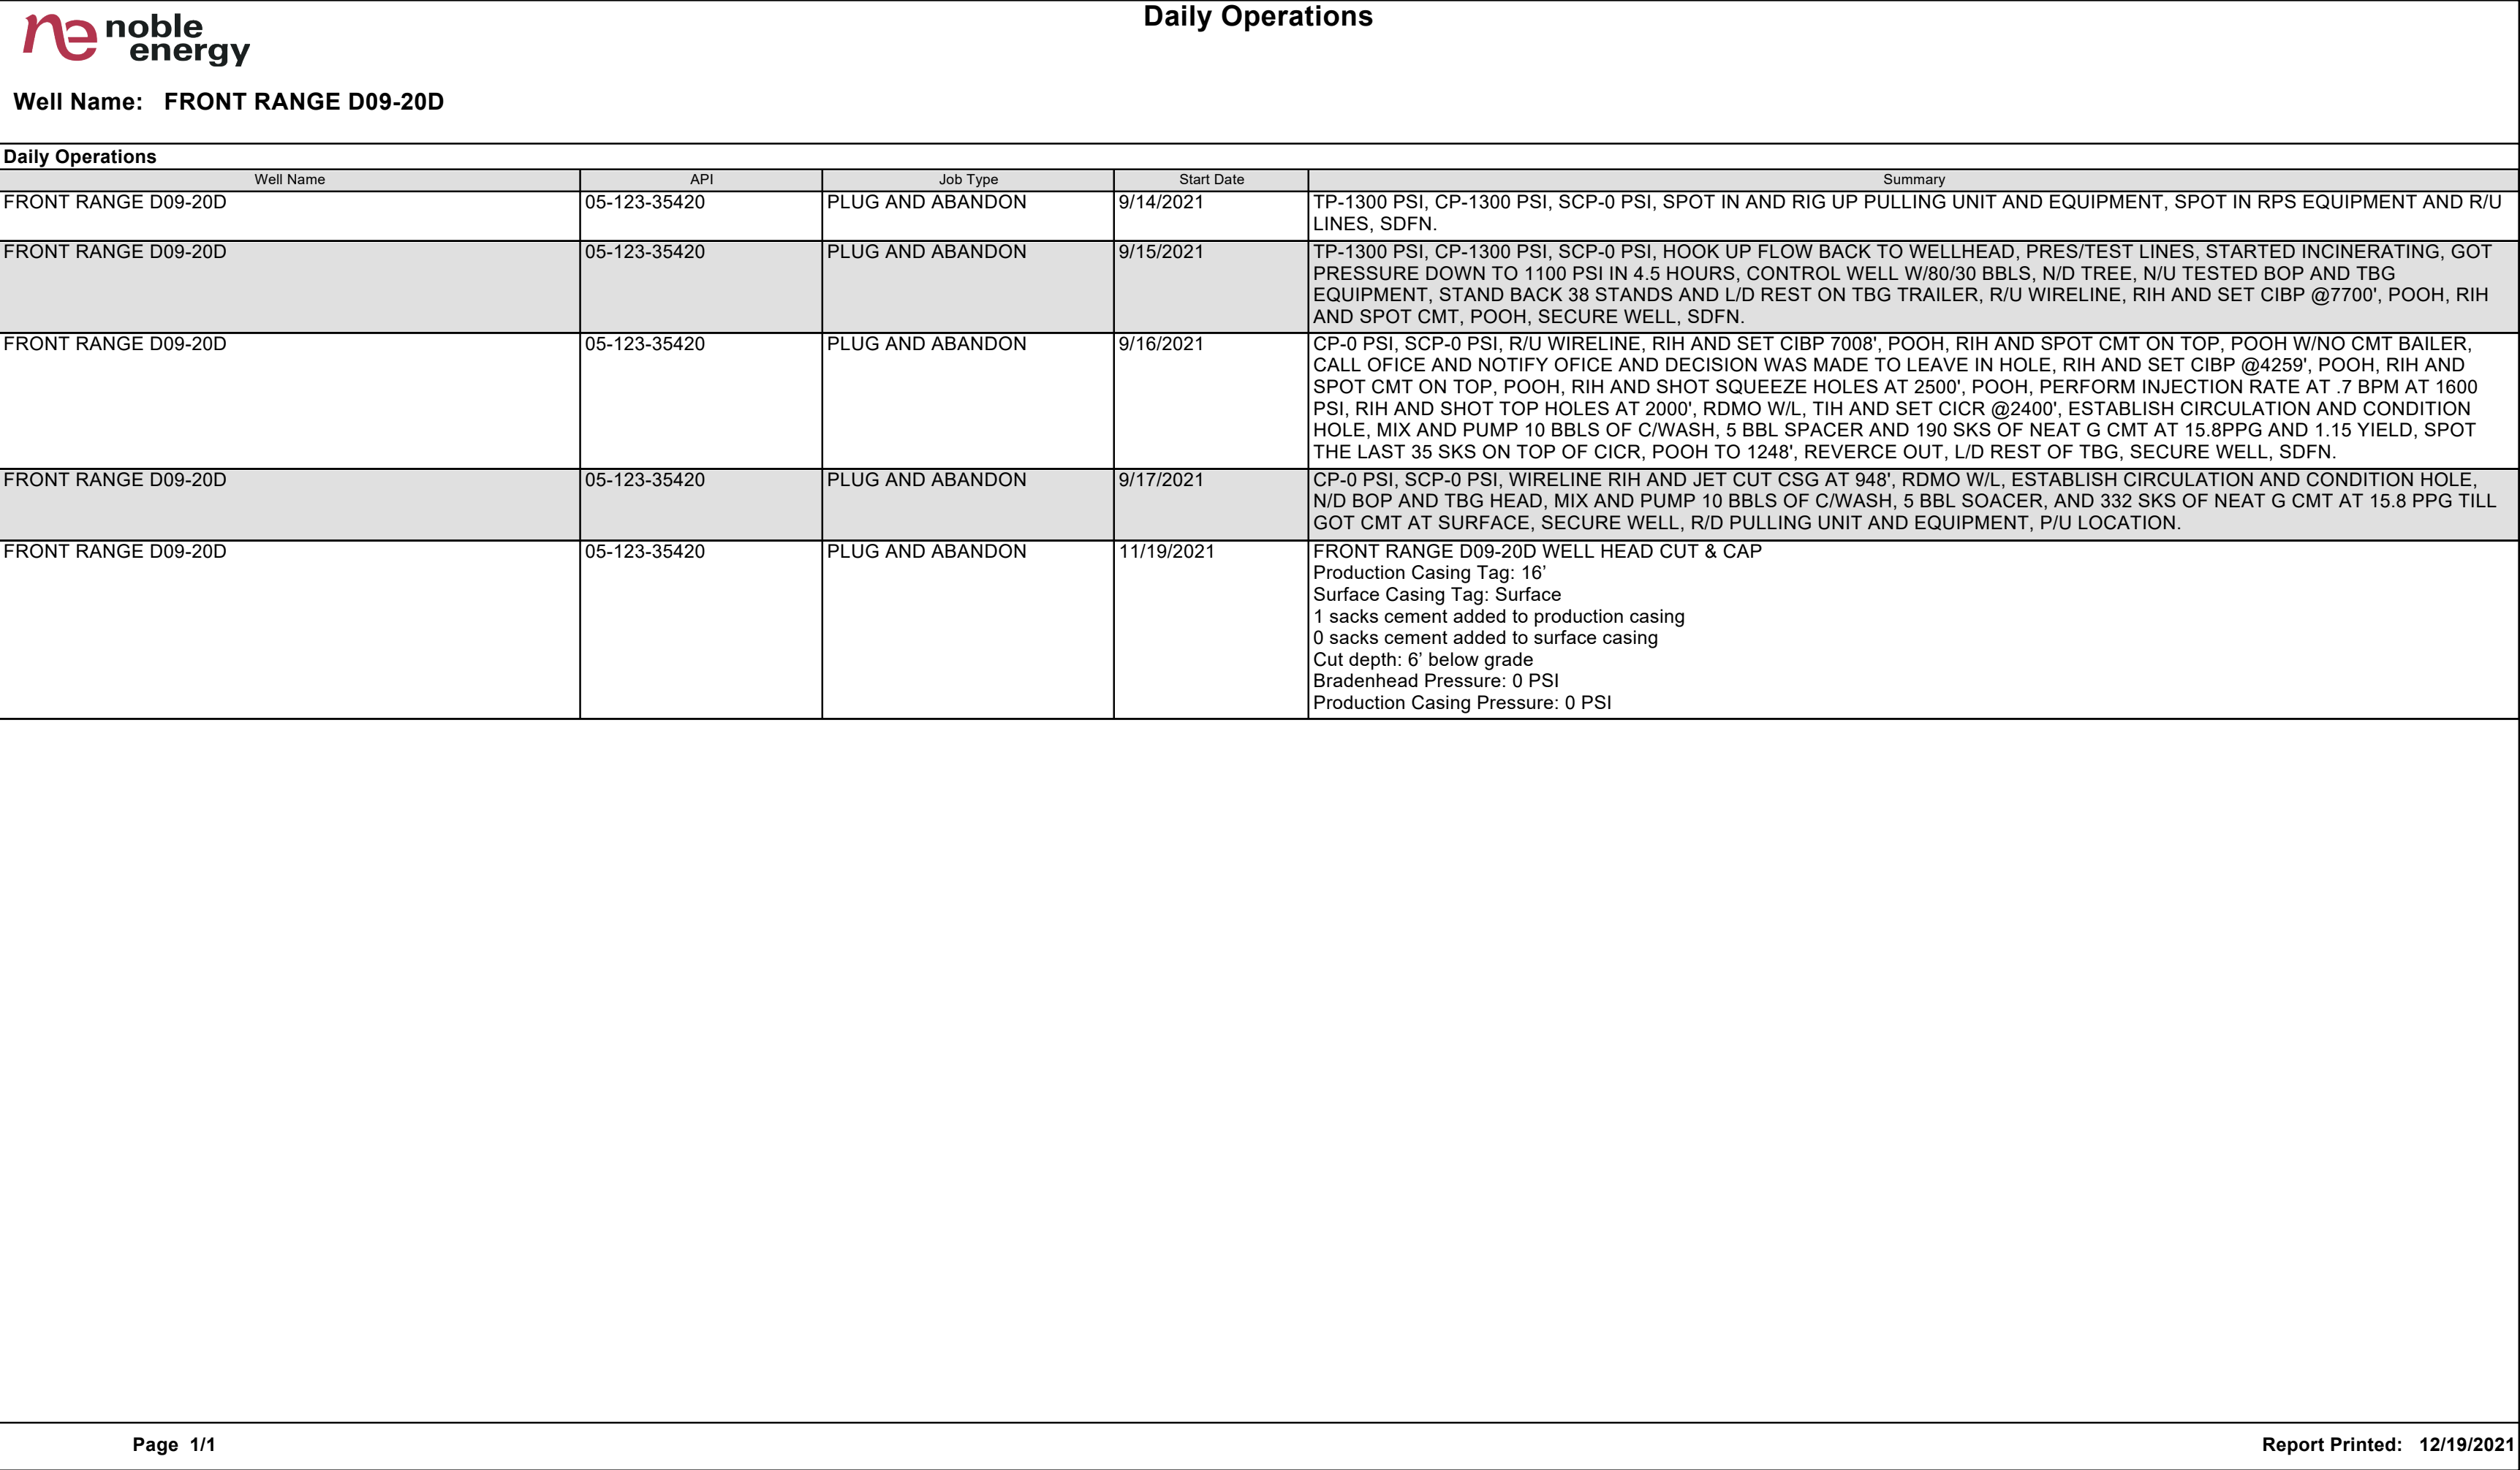 Daily Operations
noble
energy
Well Name: FRONT RANGE D09-20D
Daily Operations
Well Name API Job Type Start Date Summary
FRONT RANGE D09-20D 05-123-35420 PLUG AND ABANDON 9/14/2021 TP-1300 PSI, CP-1300 PSI, SCP-0 PSI, SPOT IN AND RIG UP PULLING UNIT AND EQUIPMENT, SPOT IN RPS EQUIPMENT AND R/U
LINES, SDFN.
FRONT RANGE D09-20D 05-123-35420 PLUG AND ABANDON 9/15/2021 TP-1300 PSI, CP-1300 PSI, SCP-0 PSI, HOOK UP FLOW BACK TO WELLHEAD, PRES/TEST LINES, STARTED INCINERATING, GOT
PRESSURE DOWN TO 1100 PSI IN 4.5 HOURS, CONTROL WELL W/80/30 BBLS, N/D TREE, N/U TESTED BOP AND TBG
EQUIPMENT, STAND BACK 38 STANDS AND L/D REST ON TBG TRAILER, R/U WIRELINE, RIH AND SET CIBP @7700', POOH, RIH
AND SPOT CMT, POOH, SECURE WELL, SDFN.
FRONT RANGE D09-20D 05-123-35420 PLUG AND ABANDON 9/16/2021 CP-0 PSI, SCP-0 PSI, R/U WIRELINE, RIH AND SET CIBP 7008', POOH, RIH AND SPOT CMT ON TOP, POOH W/NO CMT BAILER,
CALL OFICE AND NOTIFY OFICE AND DECISION WAS MADE TO LEAVE IN HOLE, RIH AND SET CIBP @4259', POOH, RIH AND
SPOT CMT ON TOP, POOH, RIH AND SHOT SQUEEZE HOLES AT 2500', POOH, PERFORM INJECTION RATE AT .7 BPM AT 1600
PSI, RIH AND SHOT TOP HOLES AT 2000', RDMO W/L, TIH AND SET CICR @2400', ESTABLISH CIRCULATION AND CONDITION
HOLE, MIX AND PUMP 10 BBLS OF C/WASH, 5 BBL SPACER AND 190 SKS OF NEAT G CMT AT 15.8PPG AND 1.15 YIELD, SPOT
THE LAST 35 SKS ON TOP OF CICR, POOH TO 1248', REVERCE OUT, L/D REST OF TBG, SECURE WELL, SDFN.
FRONT RANGE D09-20D 05-123-35420 PLUG AND ABANDON 9/17/2021 CP-0 PSI, SCP-0 PSI, WIRELINE RIH AND JET CUT CSG AT 948', RDMO W/L, ESTABLISH CIRCULATION AND CONDITION HOLE,
N/D BOP AND TBG HEAD, MIX AND PUMP 10 BBLS OF C/WASH, 5 BBL SOACER, AND 332 SKS OF NEAT G CMT AT 15.8 PPG TILL
GOT CMT AT SURFACE, SECURE WELL, R/D PULLING UNIT AND EQUIPMENT, P/U LOCATION.
FRONT RANGE D09-20D 05-123-35420 PLUG AND ABANDON 11/19/2021 FRONT RANGE D09-20D WELL HEAD CUT & CAP
Production Casing Tag: 16’
Surface Casing Tag: Surface
1 sacks cement added to production casing
0 sacks cement added to surface casing
Cut depth: 6’ below grade
Bradenhead Pressure: 0 PSI
Production Casing Pressure: 0 PSI
Page 1/1 Report Printed: 12/19/2021